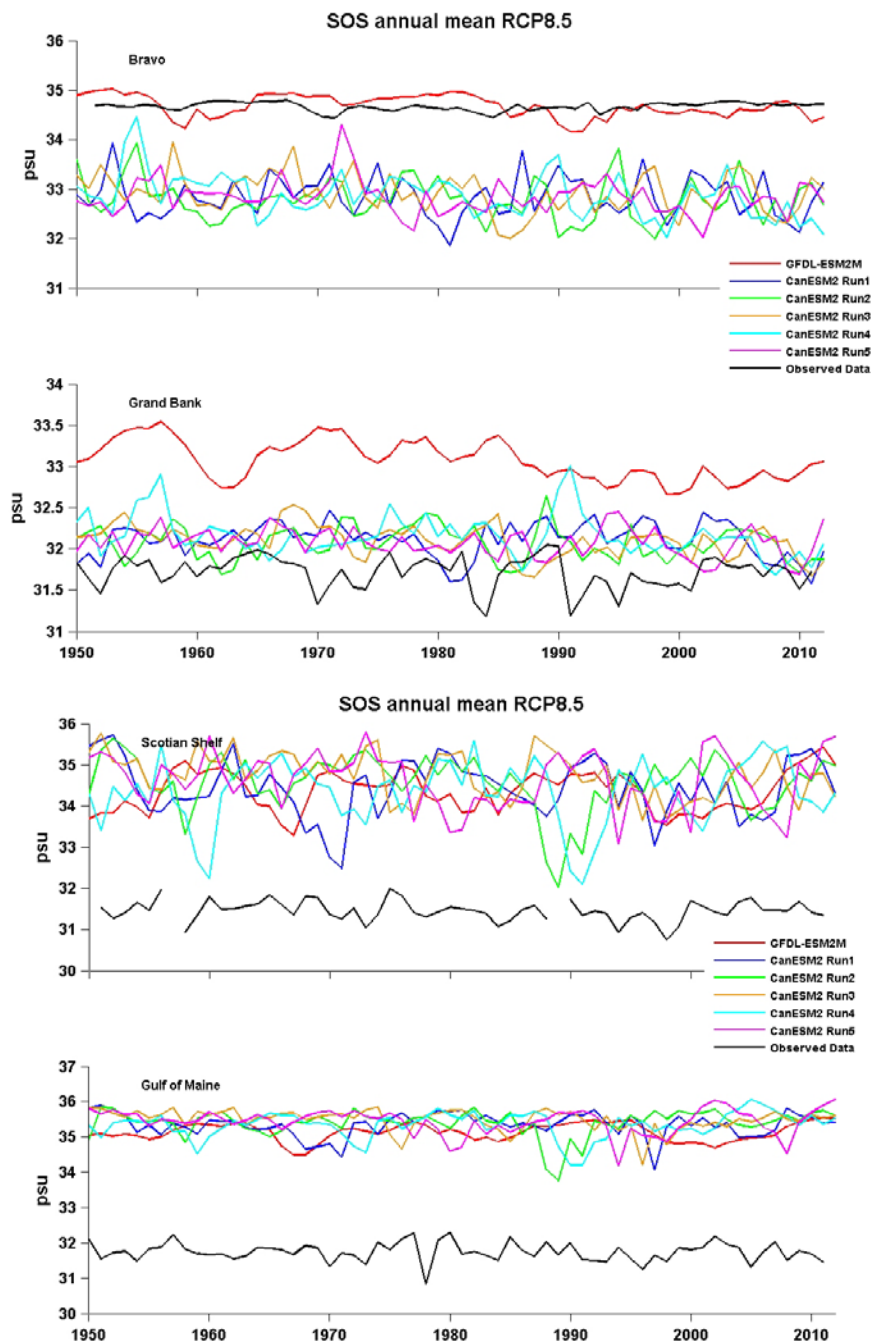 SOS annual mean RCP8.5
36
Bravo
35
34
psu
33
32
31
GFDL-ESM2M
CanESM2 Run1
CanESM2 Run2
CanESM2 Run3
CanESM2 Run4
CanESM2 Run5
Observed Data
34
Grand Bank
33.5
33
32.5
psu
32
31.5
31
1950 1960 1970 1980 1990 2000 2010
SOS annual mean RCP8.5
36
Scotian Shelf
35
34
psu
33
32
31
30
GFDL-ESM2M
CanESM2 Run1
CanESM2 Run2
CanESM2 Run3
CanESM2 Run4
CanESM2 Run5
Observed Data
37
Gulf of Maine
36
35
34
psu
33
32
31
30
1950 1960 1970 1980 1990 2000 2010